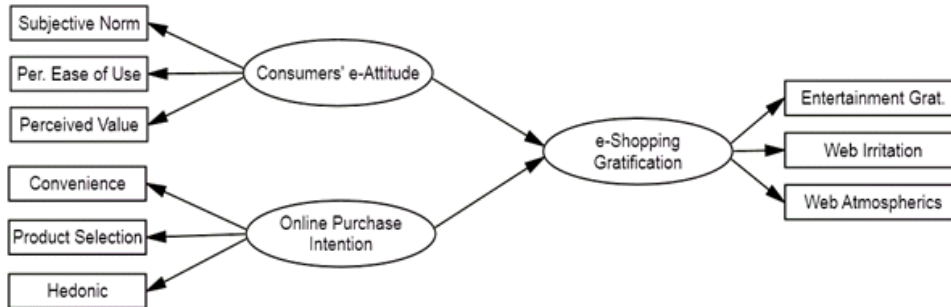 Subjective Norm
Per. Ease of Use
Perceived Value
Convenience
Product Selection
Hedonic
Consumers' e-Attitude
Online Purchase
Intention
e-Shopping
Gratification
Entertainment Grat.
Web Irritation
Web Atmospherics